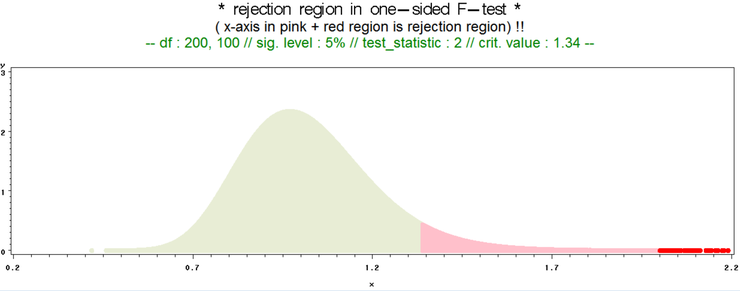 * rejection region in one-sided F-test *
( x-axis in pink + red region is rejection region) !!
-- df : 200, 100 // sig. level : 5% // test_statistic : 2 // crit. value : 1.34 --
y
3
2
1
0
0.2 0.7 1.2 1.7 2.2
x